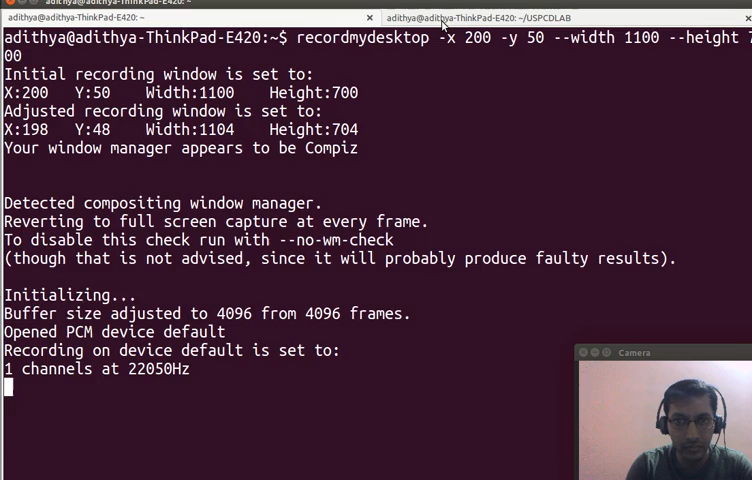 adithya@adithya-ThinkPad-E420: ~
adithya@adithya-ThinkPad-E420: ~
adithya@adithya-ThinkPad-E420: ~/USPCDLAB
adithya@adithya-ThinkPad-E420:~$ recordmydesktop -x 200 -y 50 --width 1100 --height 7
00
Initial recording window is set to:
X:200 Y:50 Width:1100 Height:700
Adjusted recording window is set to:
X:198 Y:48 Width:1104 Height:704
Your window manager appears to be Compiz
Detected compositing window manager.
Reverting to full screen capture at every frame.
To disable this check run with --no-wm-check
(though that is not advised, since it will probably produce faulty results).
Initializing...
Buffer size adjusted to 4096 from 4096 frames.
Opened PCM device default
Recording on device default is set to:
1 channels at 22050Hz
Camera